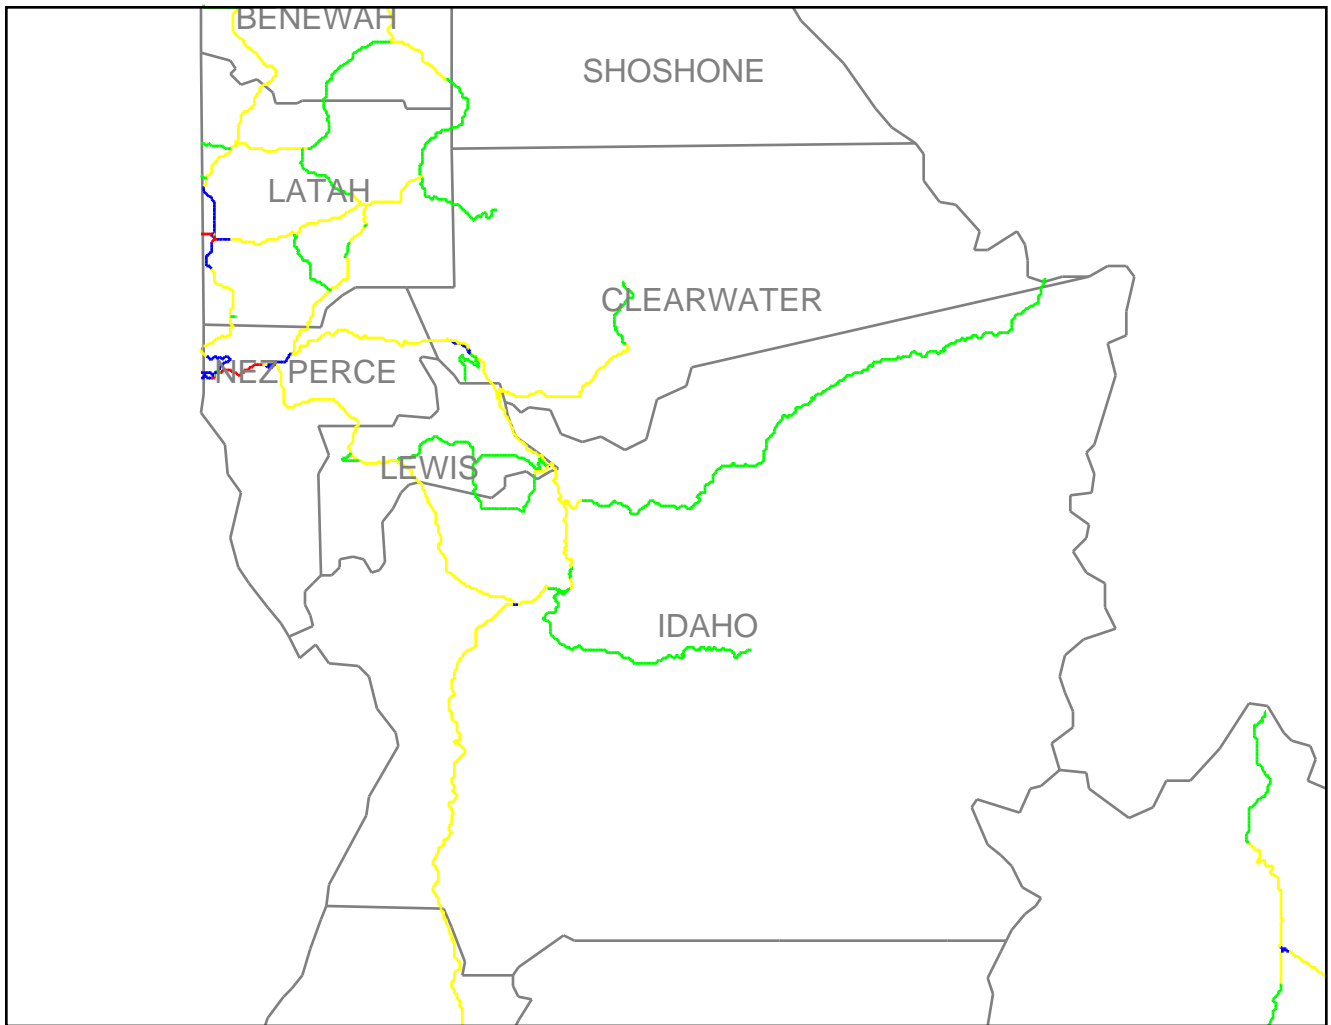 BENEWAH
SHOSHONE
LATAH
CLEARWATER
NEZ PERCE
LEWIS
IDAHO